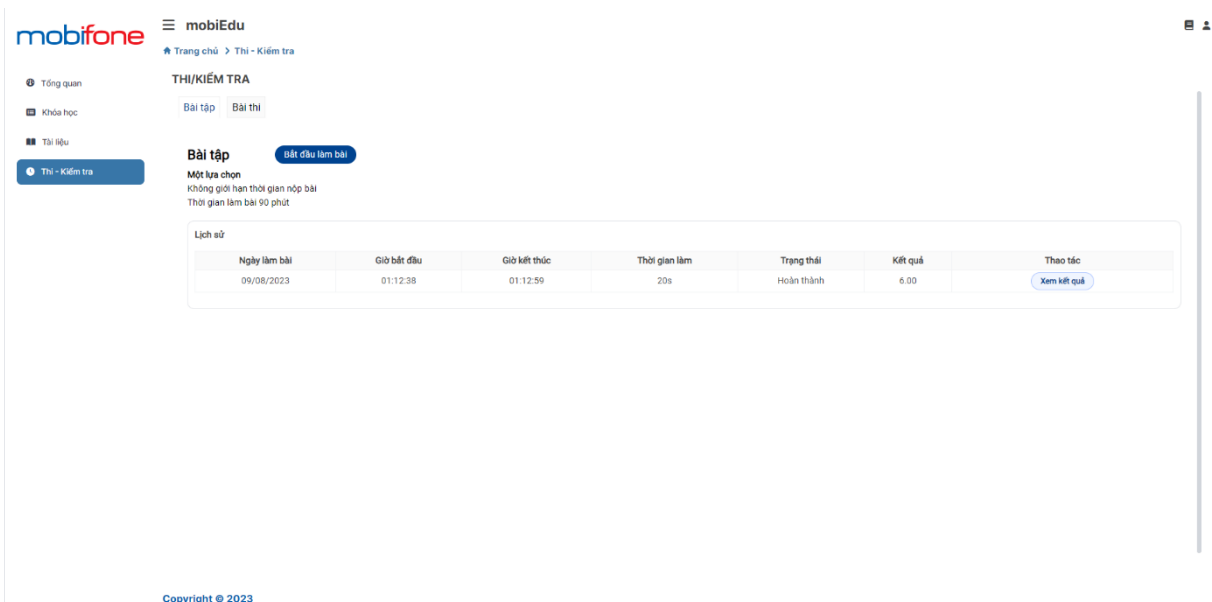 mobifone
mobiEdu
Trang chủ > Thi - Kiểm tra
Tổng quan
Khóa học
Tài liệu
Thi - Kiểm tra
THI/KIỂM TRA
Bài tập Bài thi
Bài tập Bắt đầu làm bài
Một lựa chọn
Không giới hạn thời gian nộp bài
Thời gian làm bài 90 phút
Lịch sử
Ngày làm bài Giờ bắt đầu Giờ kết thúc Thời gian làm Trạng thái Kết quả Thao tác
09/08/2023 01:12:38 01:12:59 20s Hoàn thành 6.00 Xem kết quả
Copyright © 2023